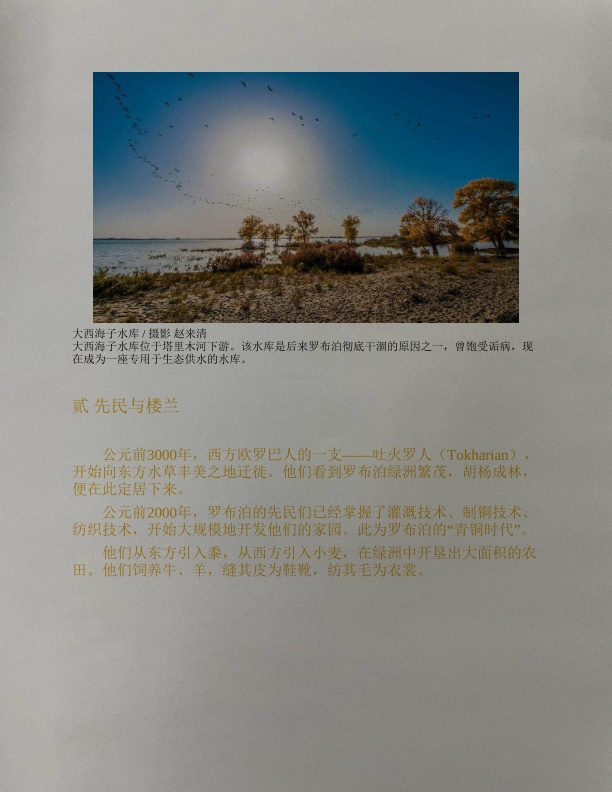 大西海子水库 / 摄影 赵来清
大西海子水库位于塔里木河下游。该水库是后来罗布泊彻底干涸的原因之一，曾饱受诟病，现
在成为一座专用于生态供水的水库。
贰 先民与楼兰
公元前3000年，西方欧罗巴人的一支——吐火罗人（Tokharian），
开始向东方水草丰美之地迁徙。他们看到罗布泊绿洲繁茂，胡杨成林，
便在此定居下来。
公元前2000年，罗布泊的先民们已经掌握了灌溉技术、制铜技术、
纺织技术，开始大规模地开发他们的家园。此为罗布泊的“青铜时代”。
他们从东方引入黍，从西方引入小麦，在绿洲中开垦出大面积的农
田。他们饲养牛、羊，缝其皮为鞋靴，纺其毛为衣裳。